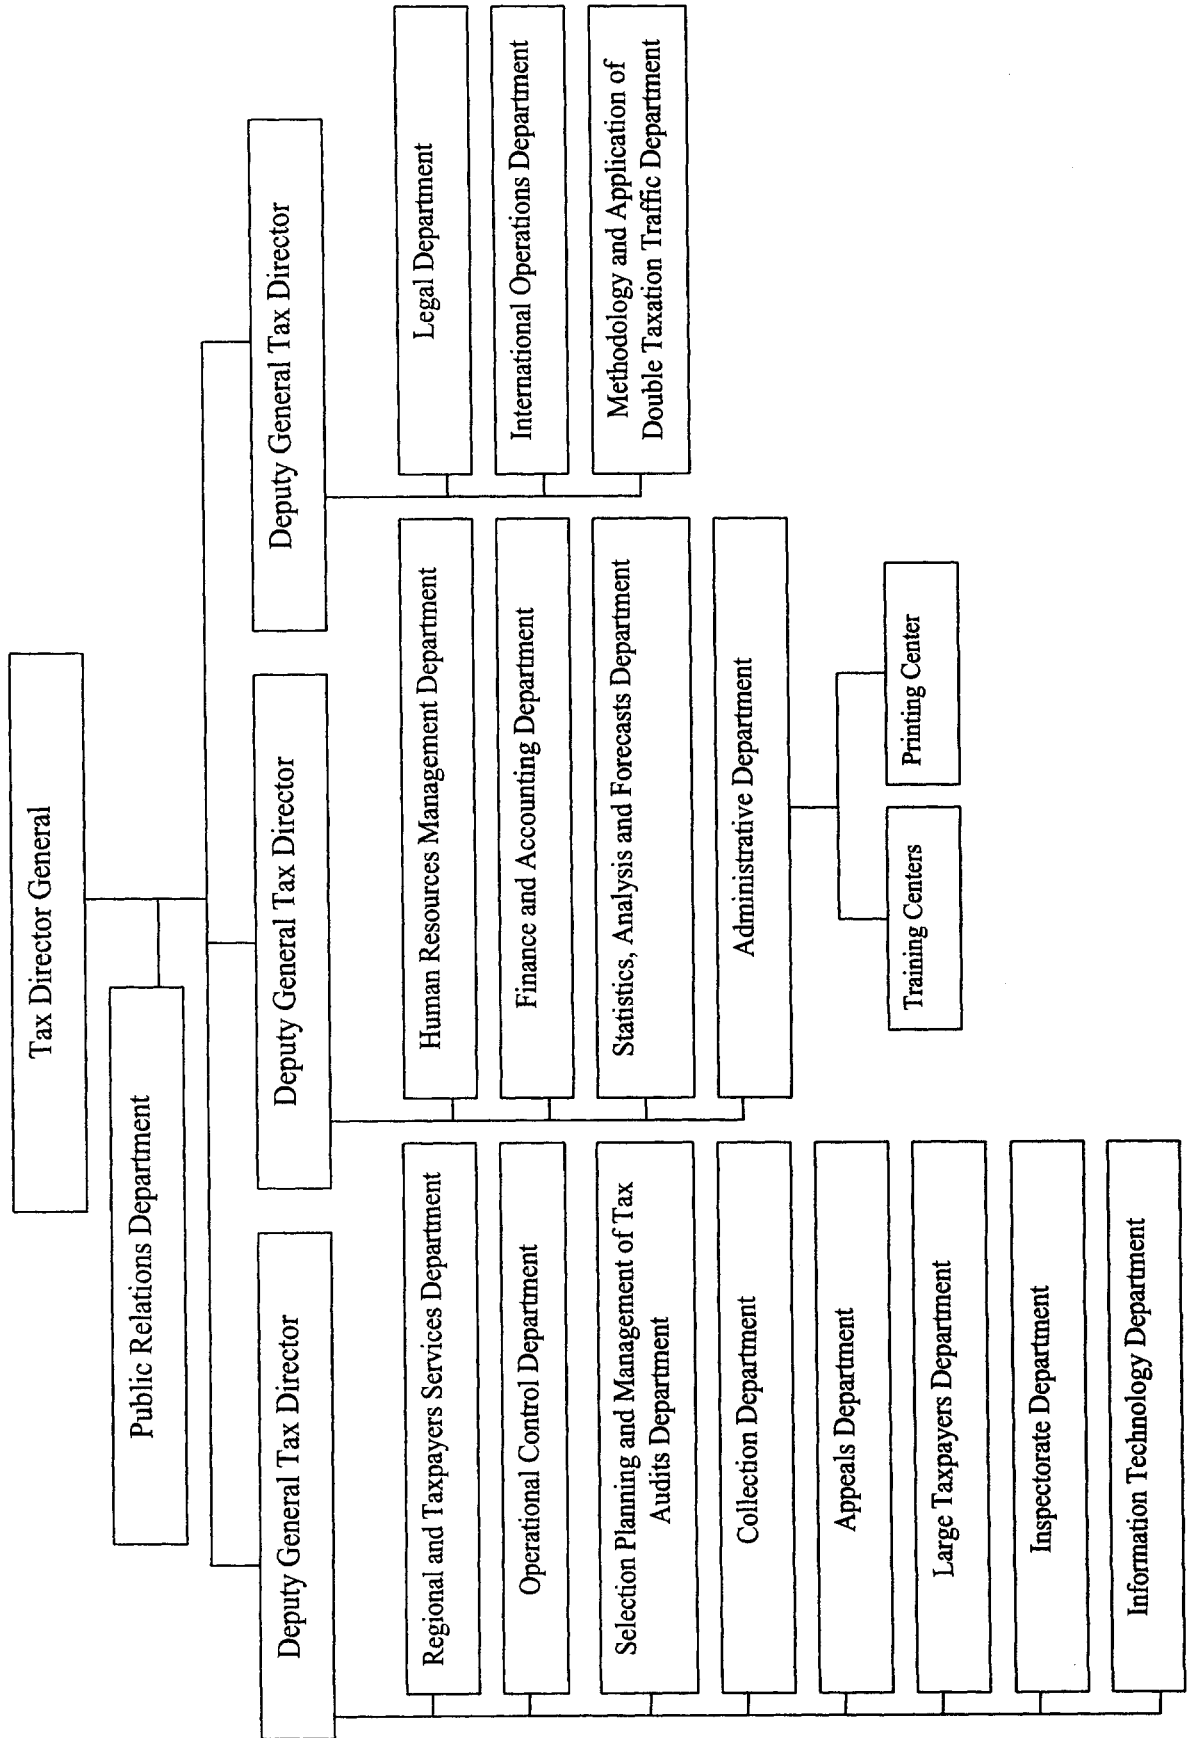 Tax Director General
Public Relations Department
Deputy General Tax Director
Regional and Taxpayers Services Department
Operational Control Department
Selection Planning and Management of Tax
Audits Department
Collection Department
Appeals Department
Large Taxpayers Department
Inspectorate Department
Information Technology Department
Deputy General Tax Director
Human Resources Management Department
Finance and Accounting Department
Statistics, Analysis and Forecasts Department
Administrative Department
Training Centers
Printing Center
Deputy General Tax Director
Legal Department
International Operations Department
Methodology and Application of
Double Taxation Traffic Department